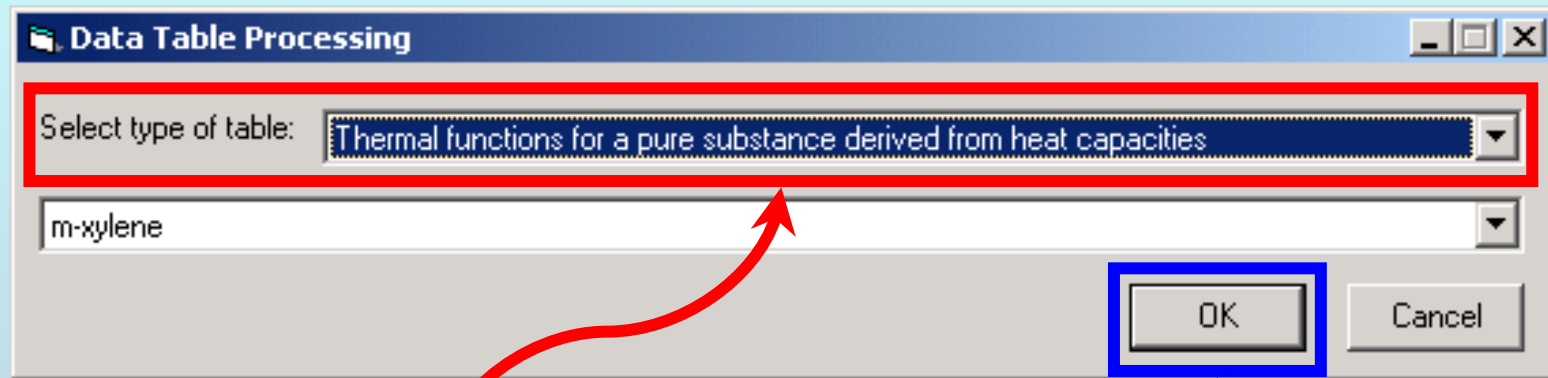 Data Table Processing
Select type of table: Thermal functions for a pure substance derived from heat capacities
m-xylene
OK Cancel